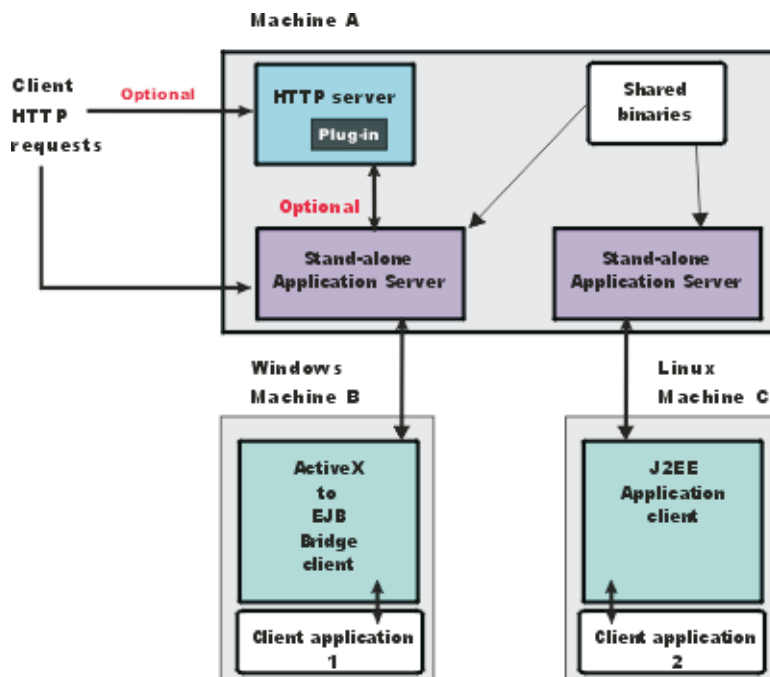 Machine A
Client
HTTP
requests
Optional
HTTP server
Plug-in
Shared
binaries
Optional
Stand-alone
Application Server
Stand-alone
Application Server
Windows
Machine B
Linux
Machine C
ActiveX
to
EJB
Bridge
client
J2EE
Application
client
Client application
1
Client application
2